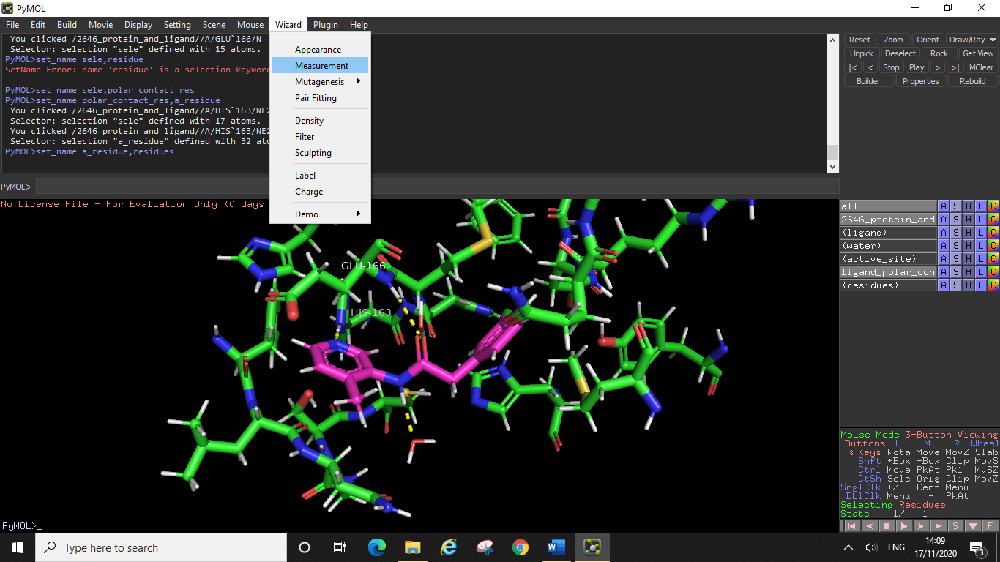 PyMOL
File Edit Build Movie Display Setting Scene Mouse Wizard Plugin Help
You clicked /2646_protein_and_ligand//A/GLU`166/N
Selector: selection "sele" defined with 15 atoms.
PyMOL>set_name sele,residue
SetName-Error: name 'residue' is a selection keyword
PyMOL>set_name sele,polar_contact_res
PyMOL>set_name polar_contact_res,a_residue
You clicked /2646_protein_and_ligand//A/HIS`163/NE2
Selector: selection "sele" defined with 17 atoms.
You clicked /2646_protein_and_ligand//A/HIS`163/NE2
Selector: selection "a_residue" defined with 32 ato
PyMOL>set_name a_residue,residues
Appearance
Measurement
Mutagenesis
Pair Fitting
Density
Filter
Sculpting
Label
Charge
Demo
Reset Zoom Orient Draw/Ray
Unpick Deselect Rock Get View
|< < Stop Play > >| MClear
Builder Properties Rebuild
PyMOL>
No License File - For Evaluation Only (0 days
all A S H L C
2646_protein_and A S H L C
(ligand) A S H L C
(water) A S H L C
(active_site) A S H L C
ligand_polar_con A S H L C
(residues) A S H L C
GLU-166
HIS-163
Mouse Mode 3-Button Viewing
Buttons L M R Wheel
& Keys Rota Move MovZ Slab
Shft +Box -Box Clip MovS
Ctrl Move PkAt Pk1 MvSZ
CtSh Sele Orig Clip MovZ
SnglClk +/- Cent Menu
DblClk Menu - PkAt
Selecting Residues
State 1/ 1
PyMOL>_
S F
Type here to search
ENG
14:09
17/11/2020
3